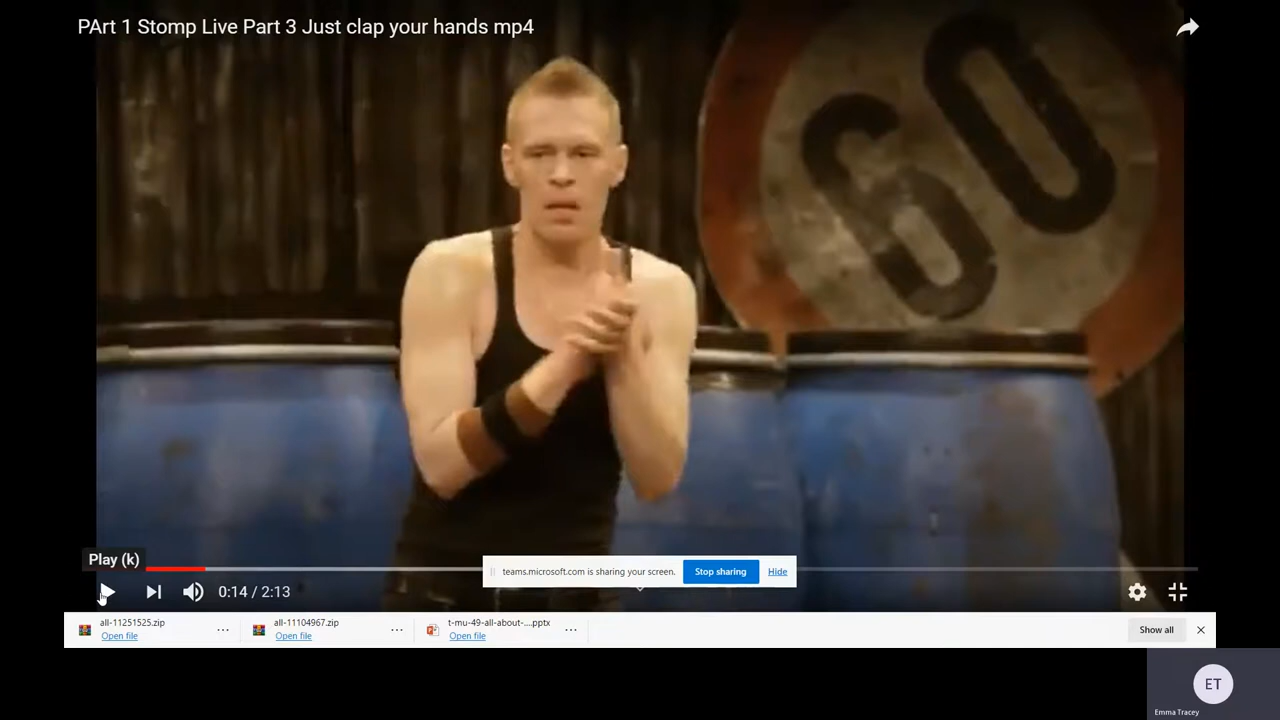 PArt 1 Stomp Live Part 3 Just clap your hands mp4
60
Play (k)
teams.microsoft.com is sharing your screen.
Stop sharing
Hide
0:14 / 2:13
all-11251525.zip
Open file
all-11104967.zip
Open file
t-mu-49-all-about-....pptx
Open file
Show all
ET
Emma Tracey